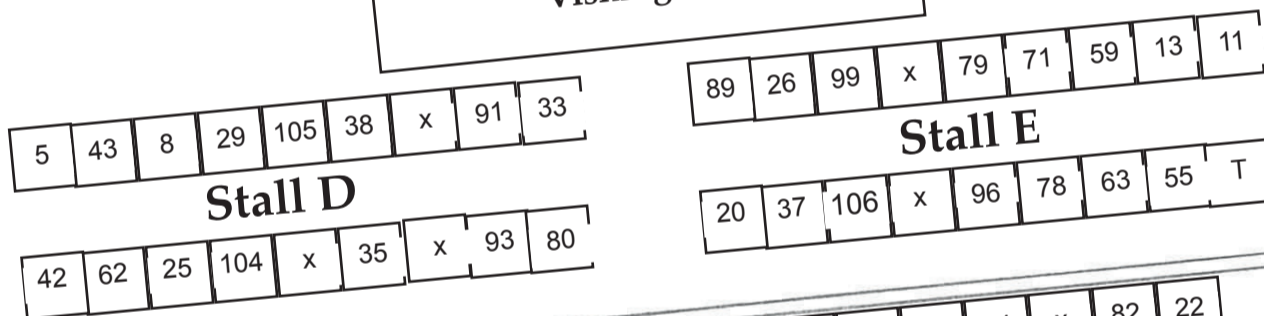 89 26 99 x 79 71 59 13 11
5 43 8 29 105 38 x 91 33
Stall E
Stall D
20 37 106 x 96 78 63 55 T
42 62 25 104 x 35 x 93 80
82 22